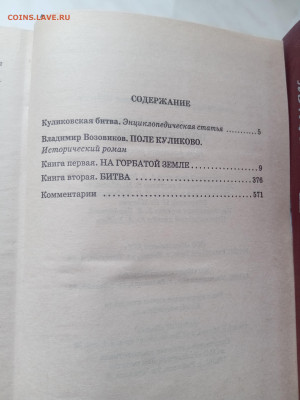 COINS.LAVE.RU
СОДЕРЖАНИЕ
Куликовская битва. Энциклопедическая статья ........... 5
Владимир Возовиков. ПОЛЕ КУЛИКОВО.
Исторический роман
Книга первая. НА ГОРБАТОЙ ЗЕМЛЕ ................ 9
Книга вторая. БИТВА ........................... 376
Комментарии ................................. 571